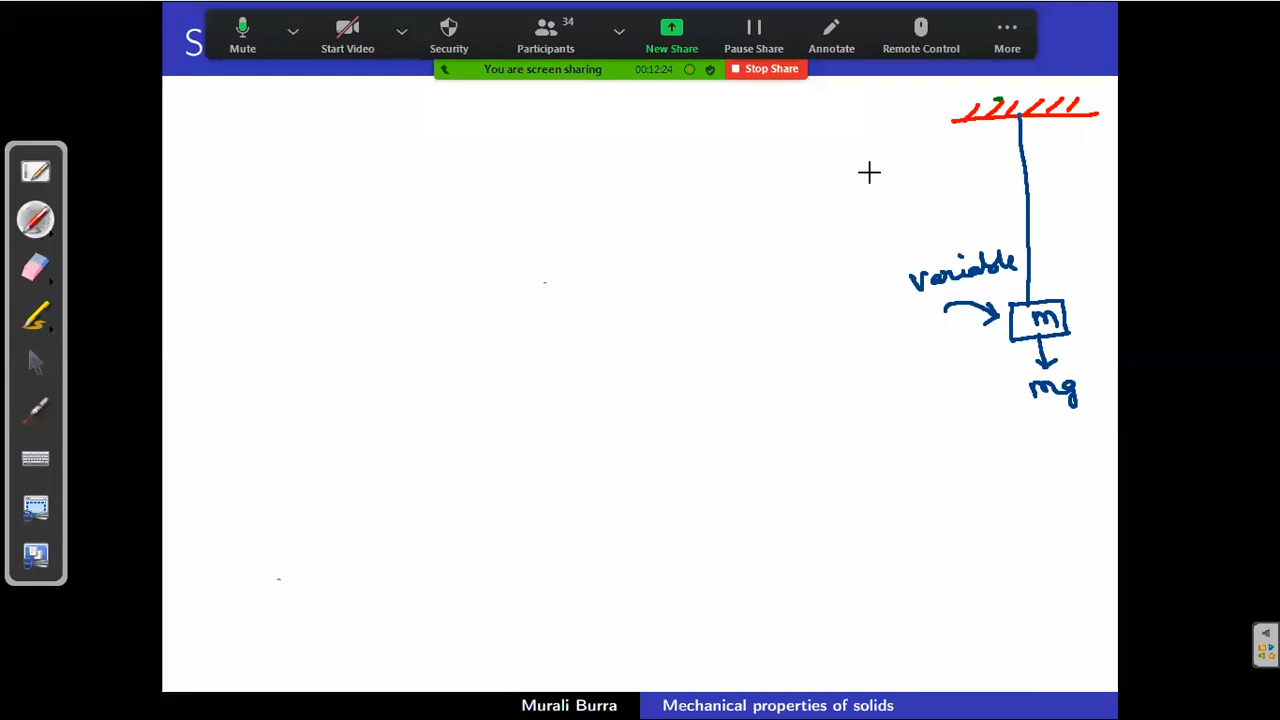 S
34
Mute
Start Video
Security
Participants
New Share
Pause Share
Annotate
Remote Control
More
You are screen sharing
00:12:24
Stop Share
variable
m
mg
Murali Burra
Mechanical properties of solids